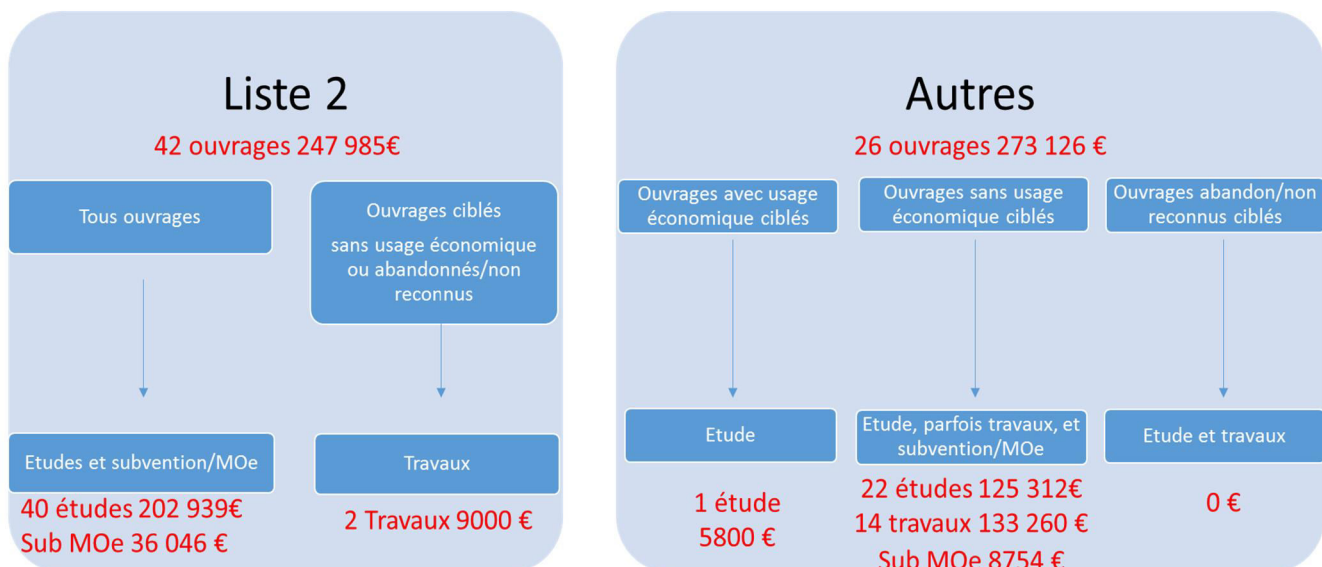 Liste 2
42 ouvrages 247 985€
Tous ouvrages
Ouvrages ciblés
sans usage économique
ou abandonnés/non
reconnus
Etudes et subvention/MOe
Travaux
40 études 202 939€
Sub MOe 36 046 €
2 Travaux 9000 €
Autres
26 ouvrages 273 126 €
Ouvrages avec usage
économique ciblés
Ouvrages sans usage
économique ciblés
Ouvrages abandon/non
reconnus ciblés
Etude
Etude, parfois travaux, et
subvention/MOe
Etude et travaux
1 étude
5800 €
22 études 125 312€
14 travaux 133 260 €
Sub MOe 8754 €
0 €